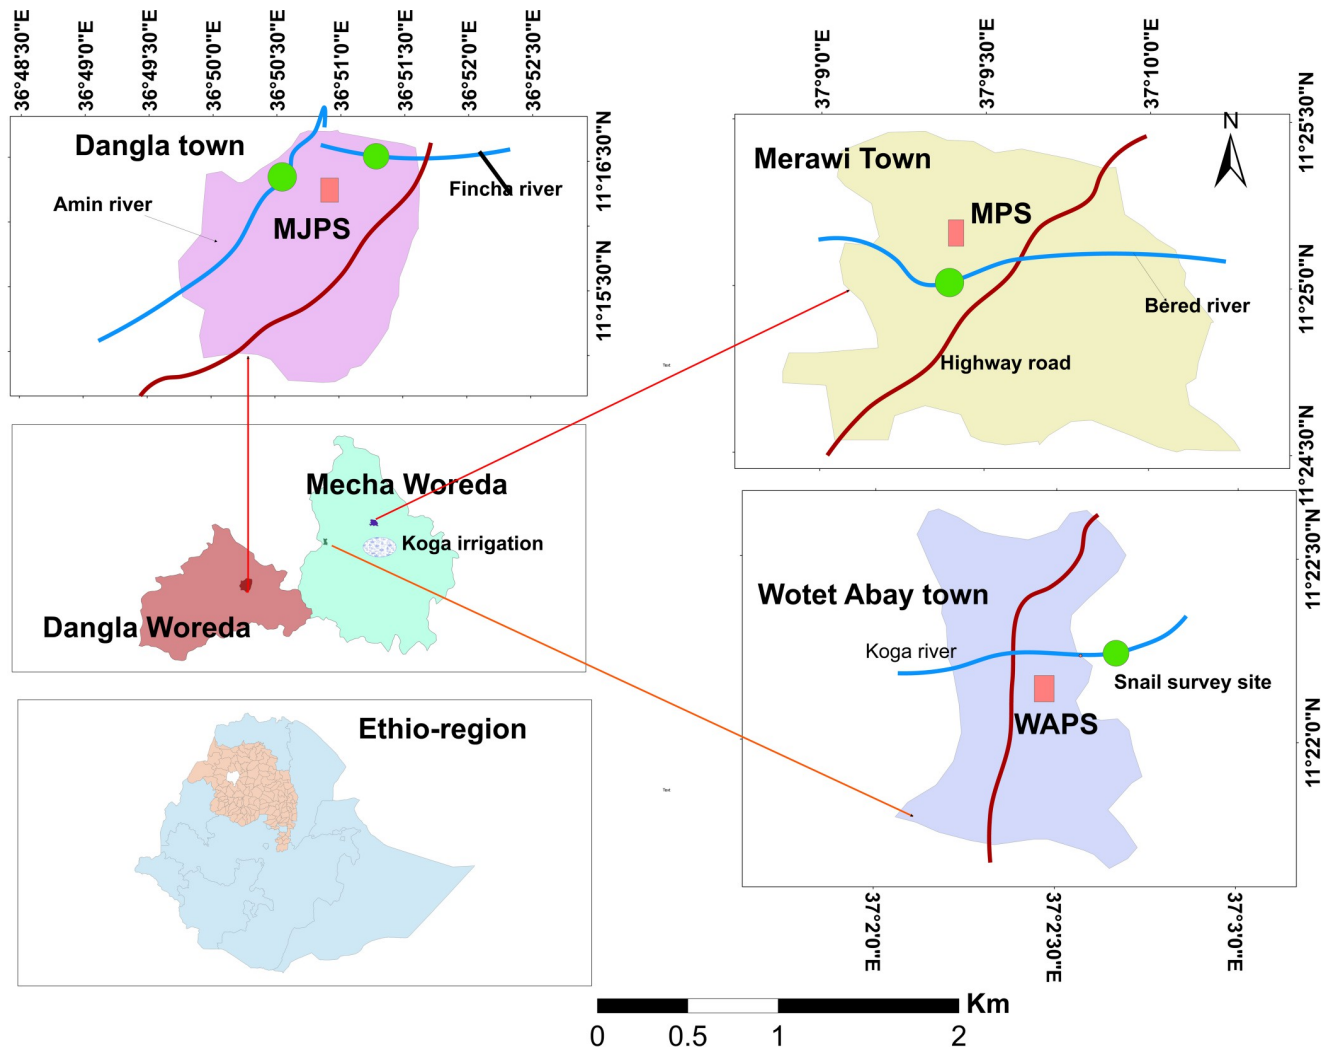 36°48'30"E
36°49'0"E
36°49'30"E
36°50'0"E
36°50'30"E
36°51'0"E
36°51'30"E
36°52'0"E
36°52'30"E
Dangla town
Amin river
MJPS
Fincha river
11°16'30"N
11°15'30"N
37°9'0"E
37°9'30"E
37°10'0"E
Merawi Town
N
MPS
Bered river
Highway road
11°25'30"N
11°25'0"N
11°24'30"N
Text
Mecha Woreda
Koga irrigation
Dangla Woreda
Wotet Abay town
Koga river
Snail survey site
WAPS
11°22'30"N
11°22'0"N
37°2'0"E
37°2'30"E
37°3'0"E
Ethio-region
Text
Km
0 0.5 1 2